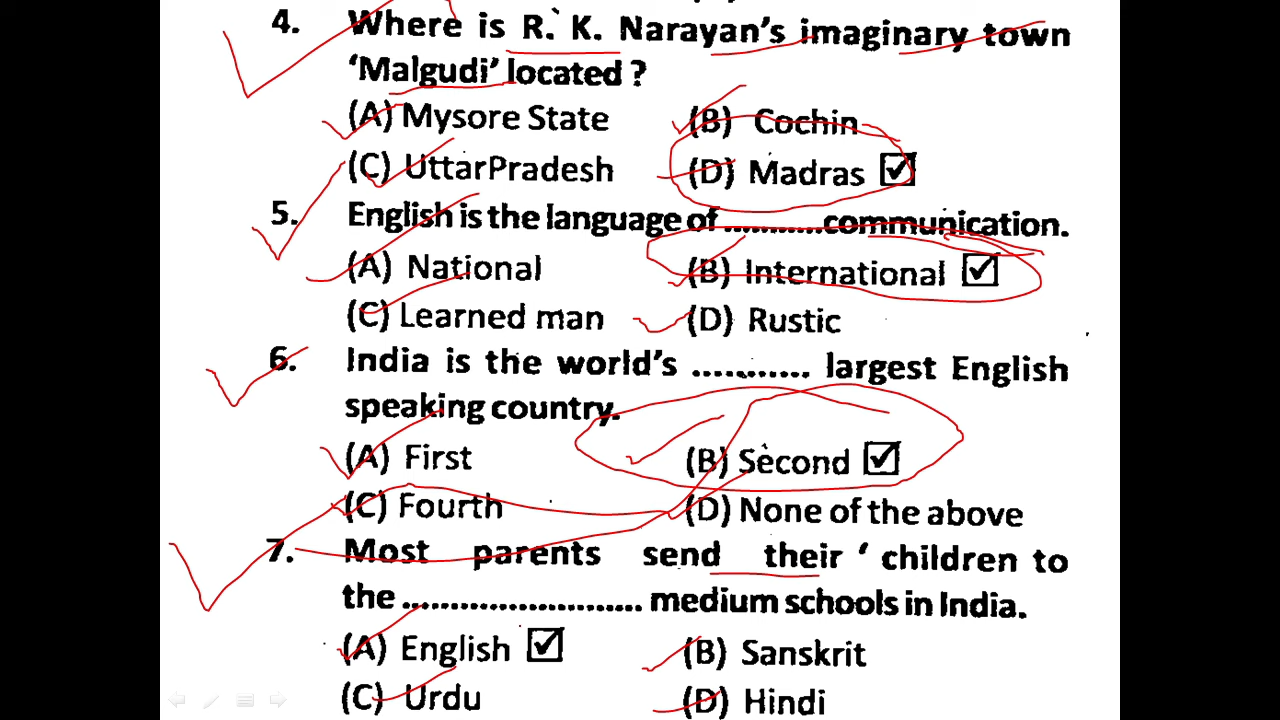 4. Where is R. K. Narayan's imaginary town
'Malgudi' located ?
(A) Mysore State (B) Cochin
(C) UttarPradesh (D) Madras ☑
5. English is the language of ...........communication.
(A) National (B) International ☑
(C) Learned man (D) Rustic
6. India is the world's ............ largest English
speaking country.
(A) First (B) Second ☑
(C) Fourth (D) None of the above
7. Most parents send their ' children to
the ......................... medium schools in India.
(A) English ☑ (B) Sanskrit
(C) Urdu (D) Hindi